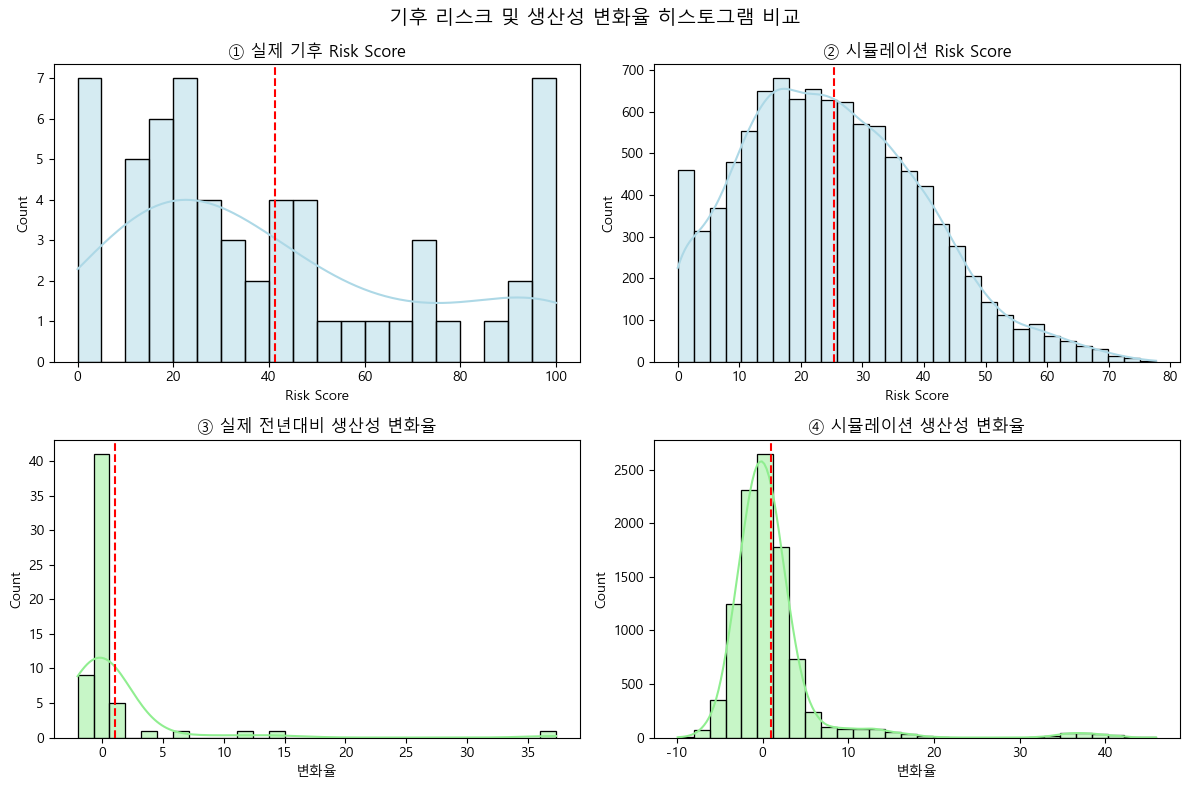 기후 리스크 및 생산성 변화율 히스토그램 비교
① 실제 기후 Risk Score
7
6
5
4
3
2
1
0
Count
0 20 40 60 80 100
Risk Score
② 시뮬레이션 Risk Score
700
600
500
400
300
200
100
0
Count
0 10 20 30 40 50 60 70 80
Risk Score
③ 실제 전년대비 생산성 변화율
40
35
30
25
20
15
10
5
0
Count
0 5 10 15 20 25 30 35
변화율
④ 시뮬레이션 생산성 변화율
2500
2000
1500
1000
500
0
Count
-10 0 10 20 30 40
변화율